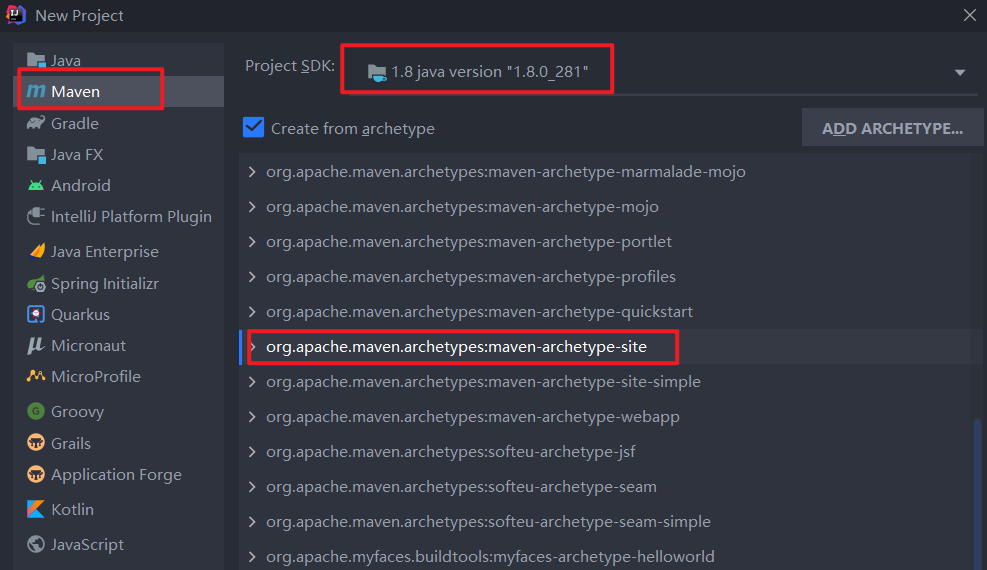 New Project
Java
Maven
Gradle
Java FX
Android
IntelliJ Platform Plugin
Java Enterprise
Spring Initializr
Quarkus
Micronaut
MicroProfile
Groovy
Grails
Application Forge
Kotlin
JavaScript
Project SDK:
1.8 java version "1.8.0_281"
Create from archetype
ADD ARCHETYPE...
org.apache.maven.archetypes:maven-archetype-marmalade-mojo
org.apache.maven.archetypes:maven-archetype-mojo
org.apache.maven.archetypes:maven-archetype-portlet
org.apache.maven.archetypes:maven-archetype-profiles
org.apache.maven.archetypes:maven-archetype-quickstart
org.apache.maven.archetypes:maven-archetype-site
org.apache.maven.archetypes:maven-archetype-site-simple
org.apache.maven.archetypes:maven-archetype-webapp
org.apache.maven.archetypes:softeu-archetype-jsf
org.apache.maven.archetypes:softeu-archetype-seam
org.apache.maven.archetypes:softeu-archetype-seam-simple
org.apache.myfaces.buildtools:myfaces-archetype-helloworld